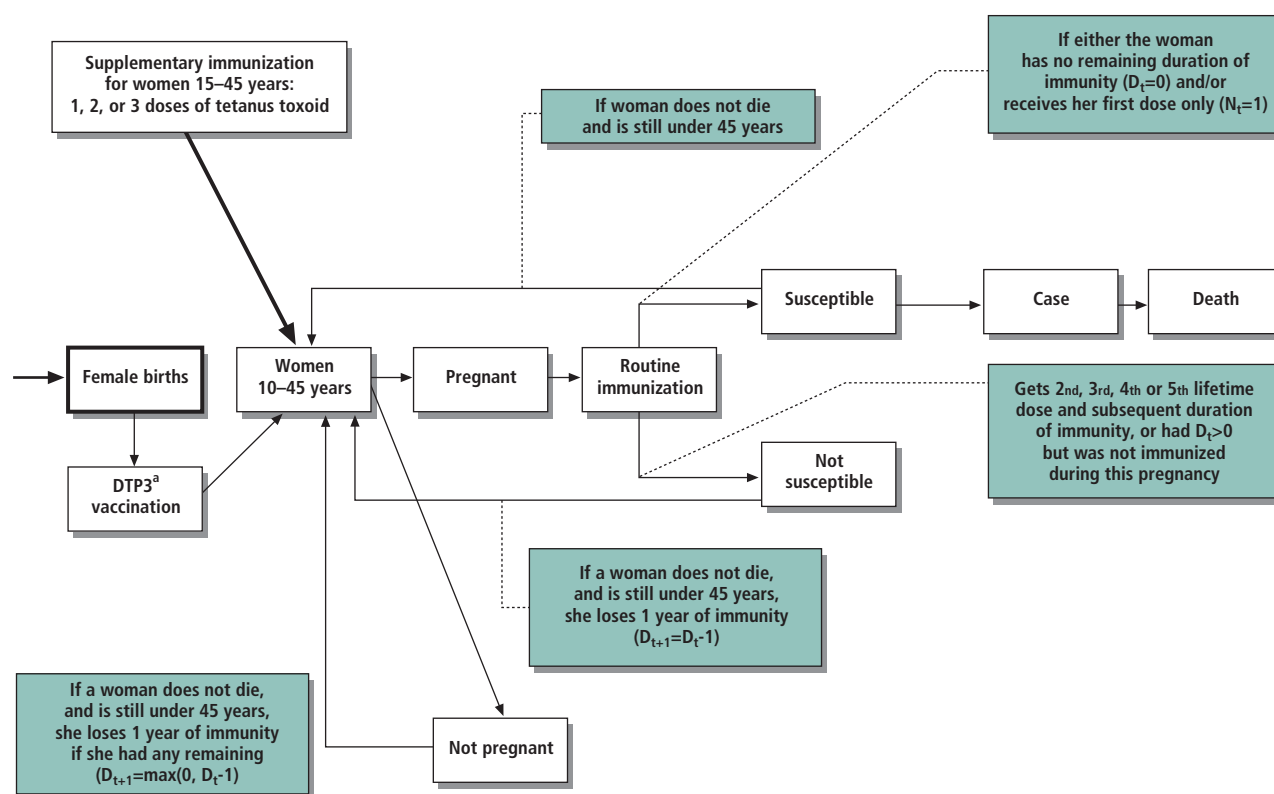 Supplementary immunization
for women 15–45 years:
1, 2, or 3 doses of tetanus toxoid
If woman does not die
and is still under 45 years
If either the woman
has no remaining duration of
immunity (Dt=0) and/or
receives her first dose only (Nt=1)
Susceptible
Case
Death
Female births
Women
10–45 years
Pregnant
Routine
immunization
Gets 2nd, 3rd, 4th or 5th lifetime
dose and subsequent duration
of immunity, or had Dt>0
but was not immunized
during this pregnancy
DTP3a
vaccination
Not
susceptible
If a woman does not die,
and is still under 45 years,
she loses 1 year of immunity
(Dt+1=Dt-1)
If a woman does not die,
and is still under 45 years,
she loses 1 year of immunity
if she had any remaining
(Dt+1=max(0, Dt-1)
Not pregnant